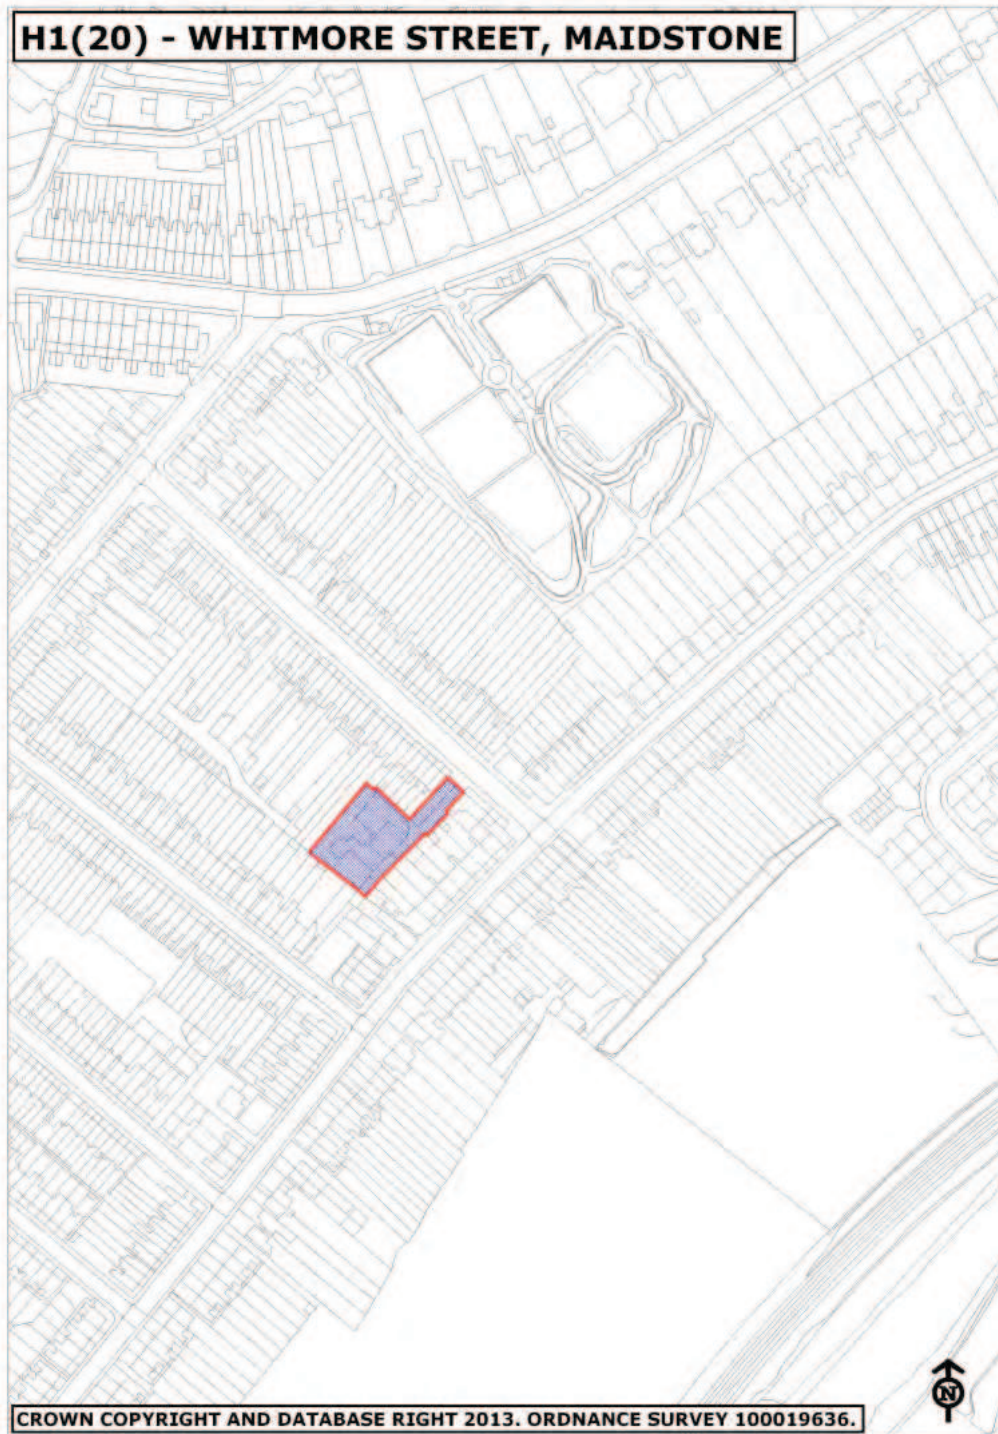 H1(20) - WHITMORE STREET, MAIDSTONE
N
CROWN COPYRIGHT AND DATABASE RIGHT 2013. ORDNANCE SURVEY 100019636.